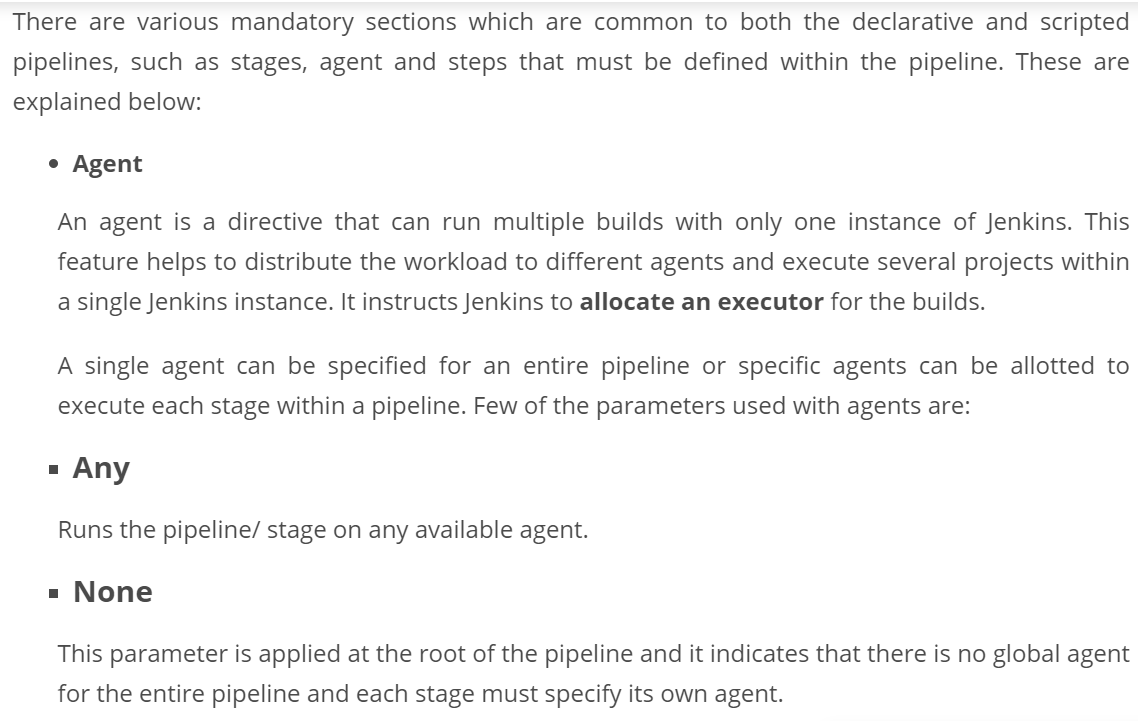 There are various mandatory sections which are common to both the declarative and scripted
pipelines, such as stages, agent and steps that must be defined within the pipeline. These are
explained below:
• Agent
An agent is a directive that can run multiple builds with only one instance of Jenkins. This
feature helps to distribute the workload to different agents and execute several projects within
a single Jenkins instance. It instructs Jenkins to allocate an executor for the builds.
A single agent can be specified for an entire pipeline or specific agents can be allotted to
execute each stage within a pipeline. Few of the parameters used with agents are:
▪ Any
Runs the pipeline/ stage on any available agent.
▪ None
This parameter is applied at the root of the pipeline and it indicates that there is no global agent
for the entire pipeline and each stage must specify its own agent.